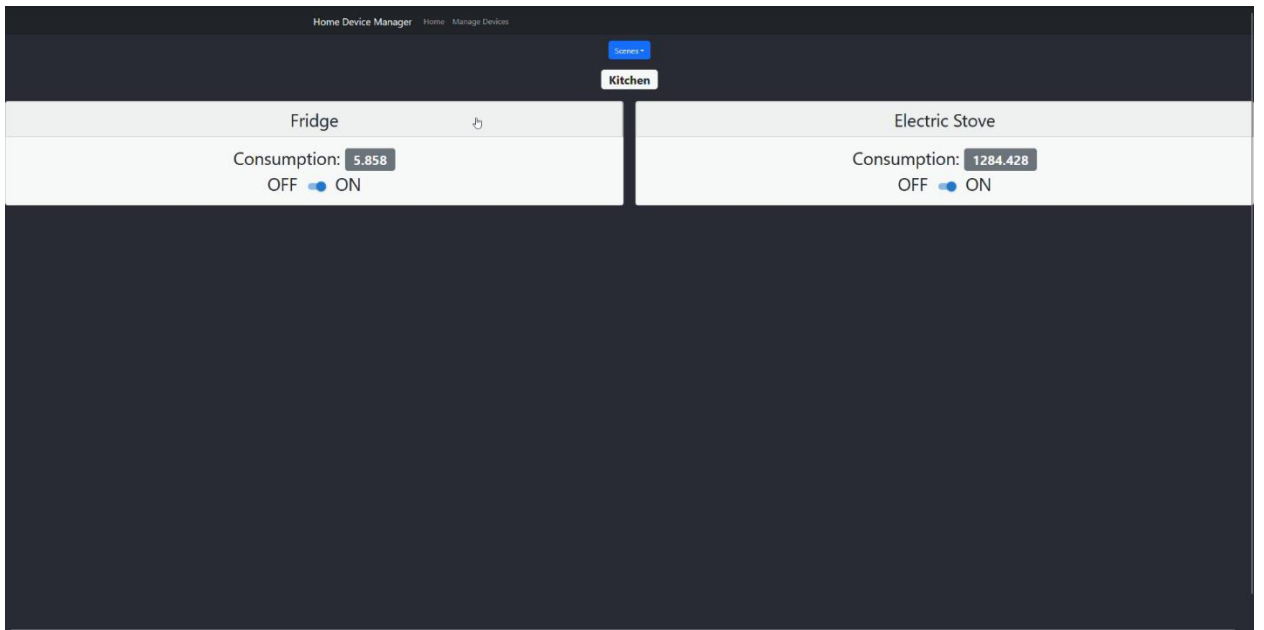 Home Device Manager Home Manage Devices
Scenes
Kitchen
Fridge
Consumption: 5.858
OFF ON
Electric Stove
Consumption: 1284.428
OFF ON